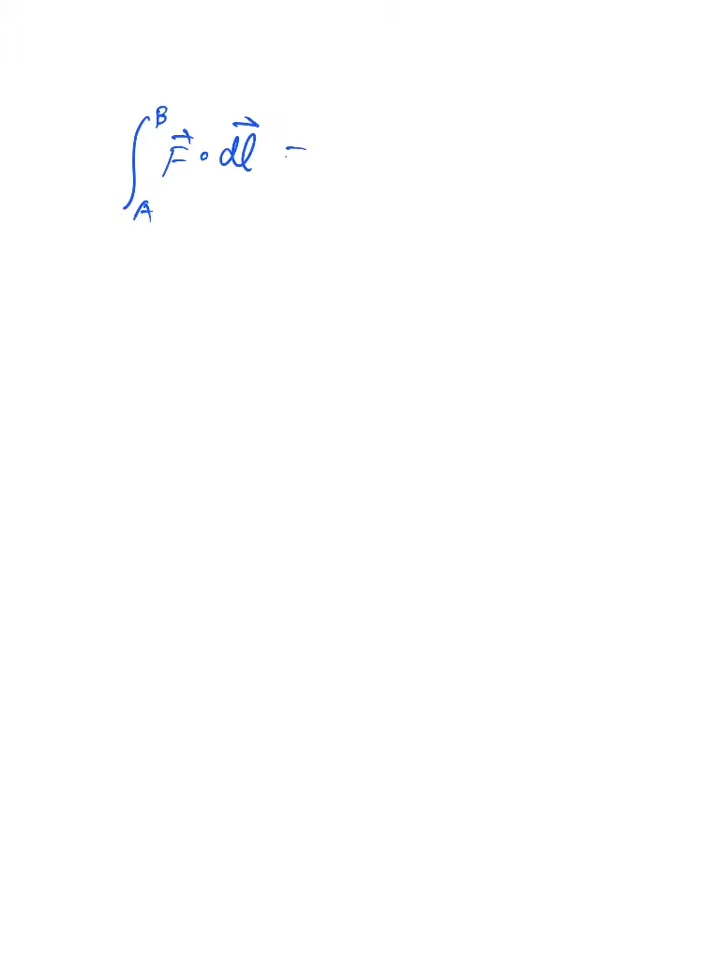 ∫_A^B F⃗ · dl⃗ =